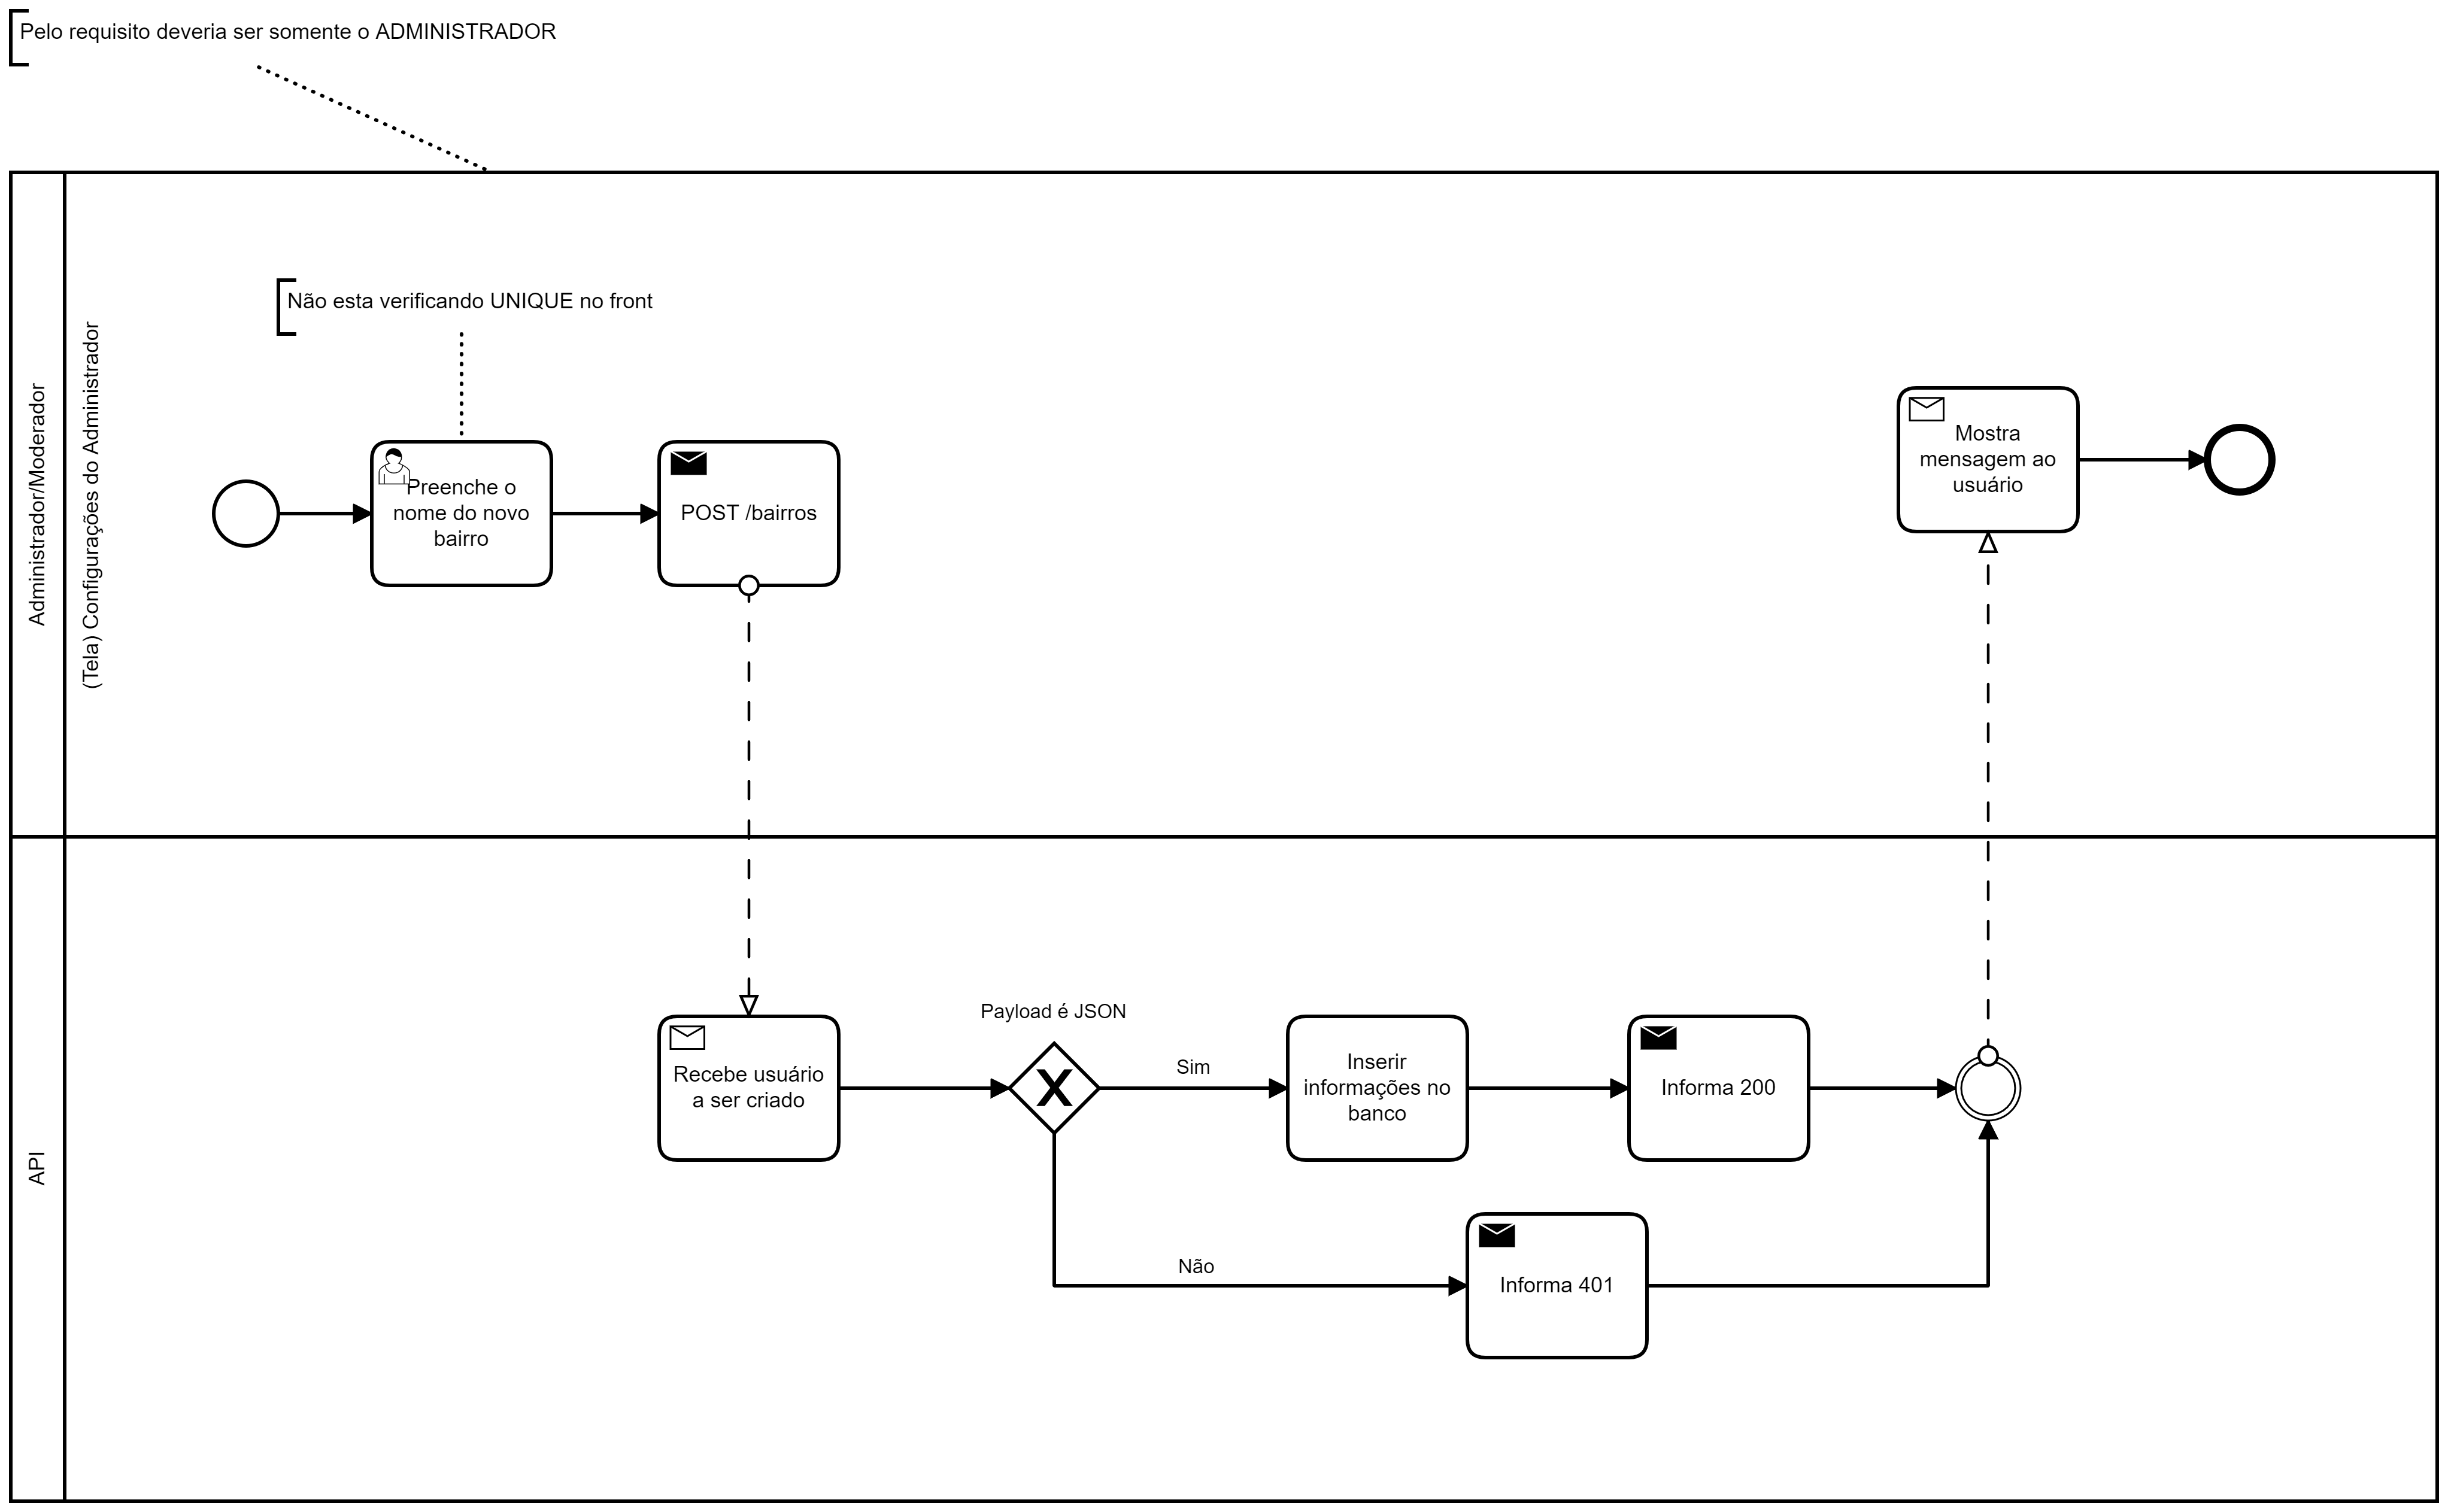 Pelo requisito deveria ser somente o ADMINISTRADOR
Administrador/Moderador
(Tela) Configurações do Administrador
Não esta verificando UNIQUE no front
Preenche o
nome do novo
bairro
POST /bairros
Mostra
mensagem ao
usuário
API
Recebe usuário
a ser criado
Payload é JSON
Sim
Inserir
informações no
banco
Informa 200
Não
Informa 401